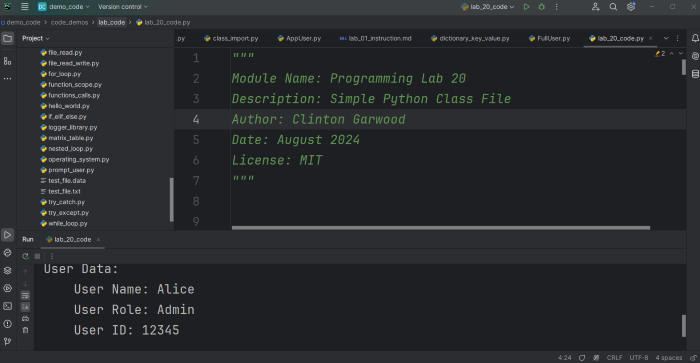 DC demo_code Version control lab_20_code
demo_code code_demos lab_code lab_20_code.py
Project
.py class_import.py AppUser.py lab_01_instruction.md dictionary_key_value.py FullUser.py lab_20_code.py
file_read.py
file_read_write.py
for_loop.py
function_scope.py
functions_calls.py
hello_world.py
if_elif_else.py
logger_library.py
matrix_table.py
nested_loop.py
operating_system.py
prompt_user.py
test_file.data
test_file.txt
try_catch.py
try_except.py
while_loop.py
1 """
2 Module Name: Programming Lab 20
3 Description: Simple Python Class File
4 Author: Clinton Garwood
5 Date: August 2024
6 License: MIT
7 """
8
9
2
Run lab_20_code
User Data:
User Name: Alice
User Role: Admin
User ID: 12345
4:24 CRLF UTF-8 4 spaces